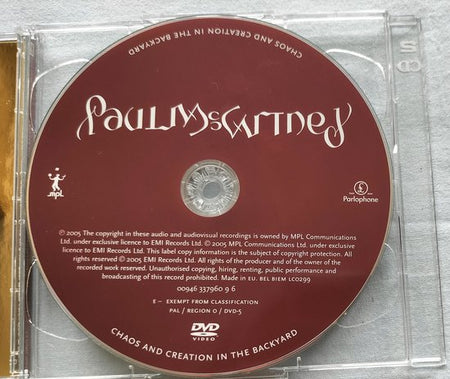 CHAOS AND CREATION IN THE BACKYARD
Paul McCartney
mpl
Parlophone
℗ 2005 The copyright in these audio and audiovisual recordings is owned by MPL Communications
Ltd. under exclusive licence to EMI Records Ltd. © 2005 MPL Communications Ltd. under exclusive
licence to EMI Records Ltd. This label copy information is the subject of copyright protection. All
rights reserved © 2005 EMI Records Ltd. All rights of the producer and of the owner of the
recorded work reserved. Unauthorised copying, hiring, renting, public performance and
broadcasting of this record prohibited. Made in EU. BEL BIEM LC0299
00946 337960 9 6
E – EXEMPT FROM CLASSIFICATION
PAL / REGION 0 / DVD-5
DVD
VIDEO
CHAOS AND CREATION IN THE BACKYARD